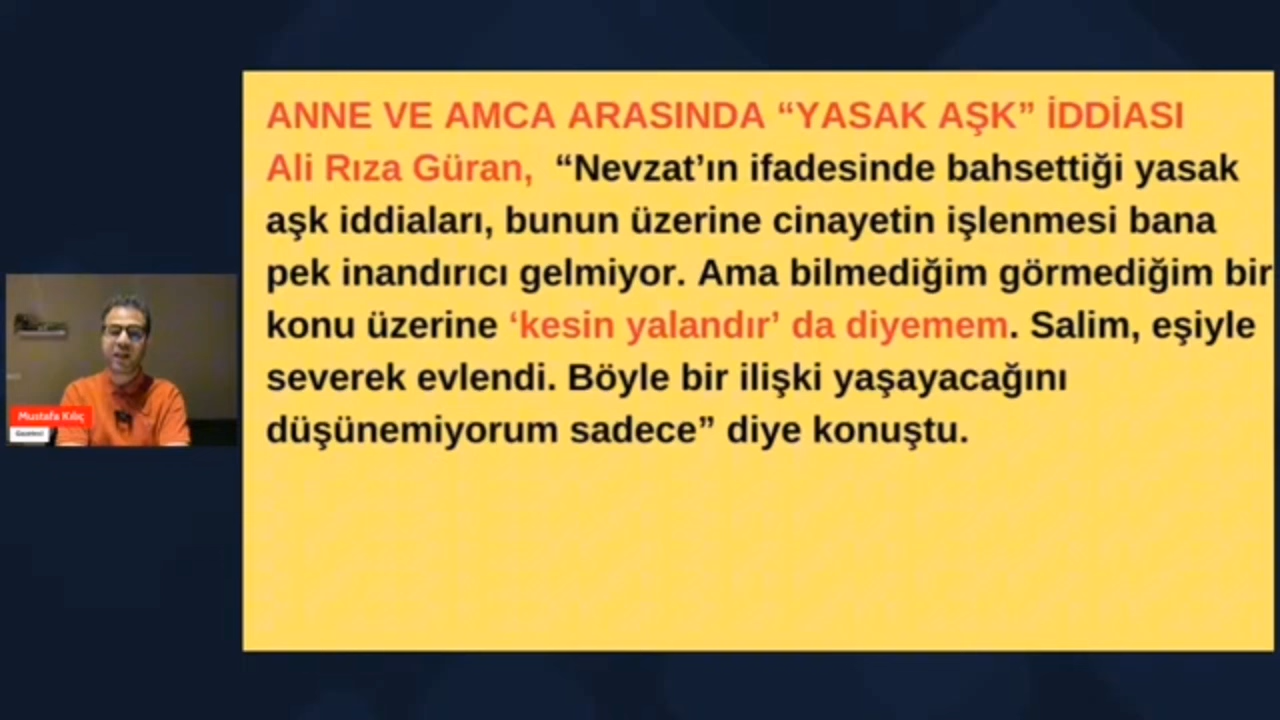 ANNE VE AMCA ARASINDA “YASAK AŞK” İDDİASI
Ali Rıza Güran, “Nevzat’ın ifadesinde bahsettiği yasak
aşk iddiaları, bunun üzerine cinayetin işlenmesi bana
pek inandırıcı gelmiyor. Ama bilmediğim görmediğim bir
konu üzerine ‘kesin yalandır’ da diyemem. Salim, eşiyle
severek evlendi. Böyle bir ilişki yaşayacağını
düşünemiyorum sadece” diye konuştu.
Mustafa Kılıç
Gazeteci